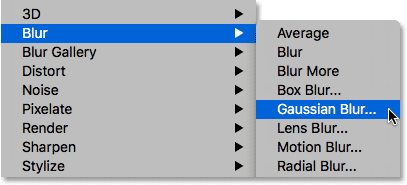 3D
Blur
Blur Gallery
Distort
Noise
Pixelate
Render
Sharpen
Stylize
Average
Blur
Blur More
Box Blur...
Gaussian Blur...
Lens Blur...
Motion Blur...
Radial Blur...